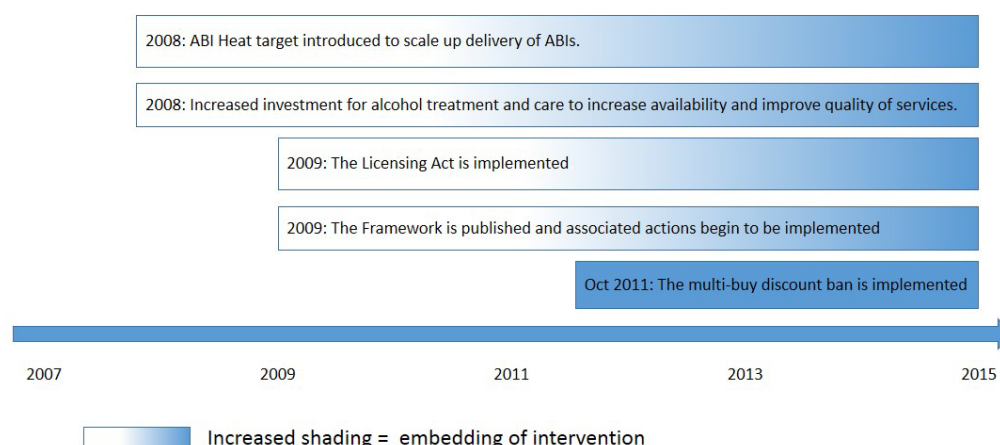 2008: ABI Heat target introduced to scale up delivery of ABIs.
2008: Increased investment for alcohol treatment and care to increase availability and improve quality of services.
2009: The Licensing Act is implemented
2009: The Framework is published and associated actions begin to be implemented
Oct 2011: The multi-buy discount ban is implemented
2007 2009 2011 2013 2015
Increased shading = embedding of intervention